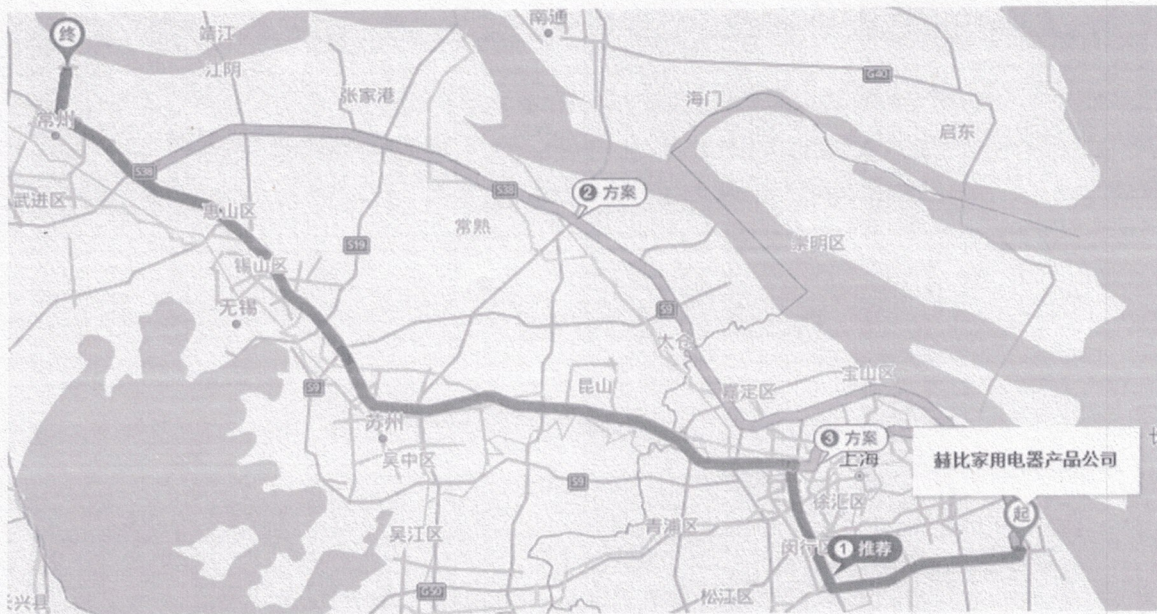 南通
终
靖江
江阴
G40
张家港
海门
常州
启东
S38
S38
② 方案
武进区
惠山区
常熟
S19
崇明区
锡山区
无锡
S9
太仓
宝山区
昆山
S9
嘉定区
苏州
③ 方案
赫比家用电器产品公司
吴中区
上海
S9
徐汇区
起
青浦区
吴江区
闵行区
① 推荐
G50
松江区
长兴县